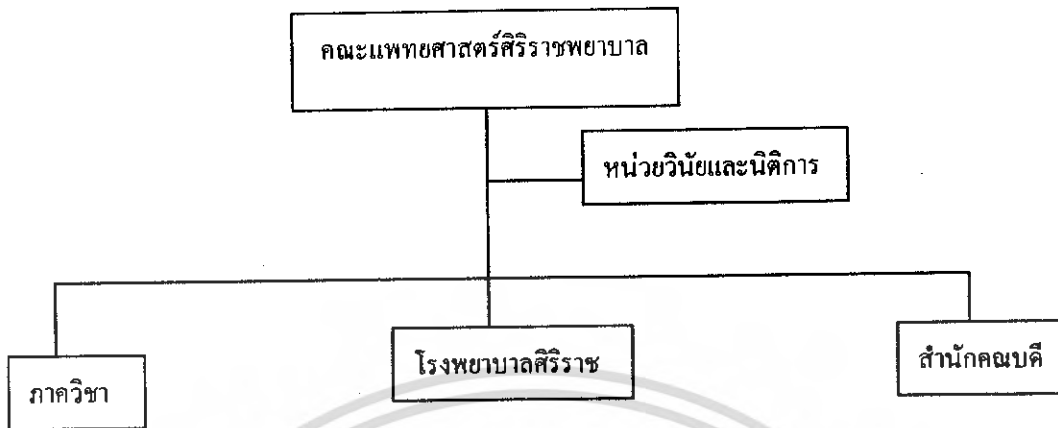 คณะแพทยศาสตร์ศิริราชพยาบาล
หน่วยวินัยและนิติการ
ภาควิชา
โรงพยาบาลศิริราช
สำนักคณบดี